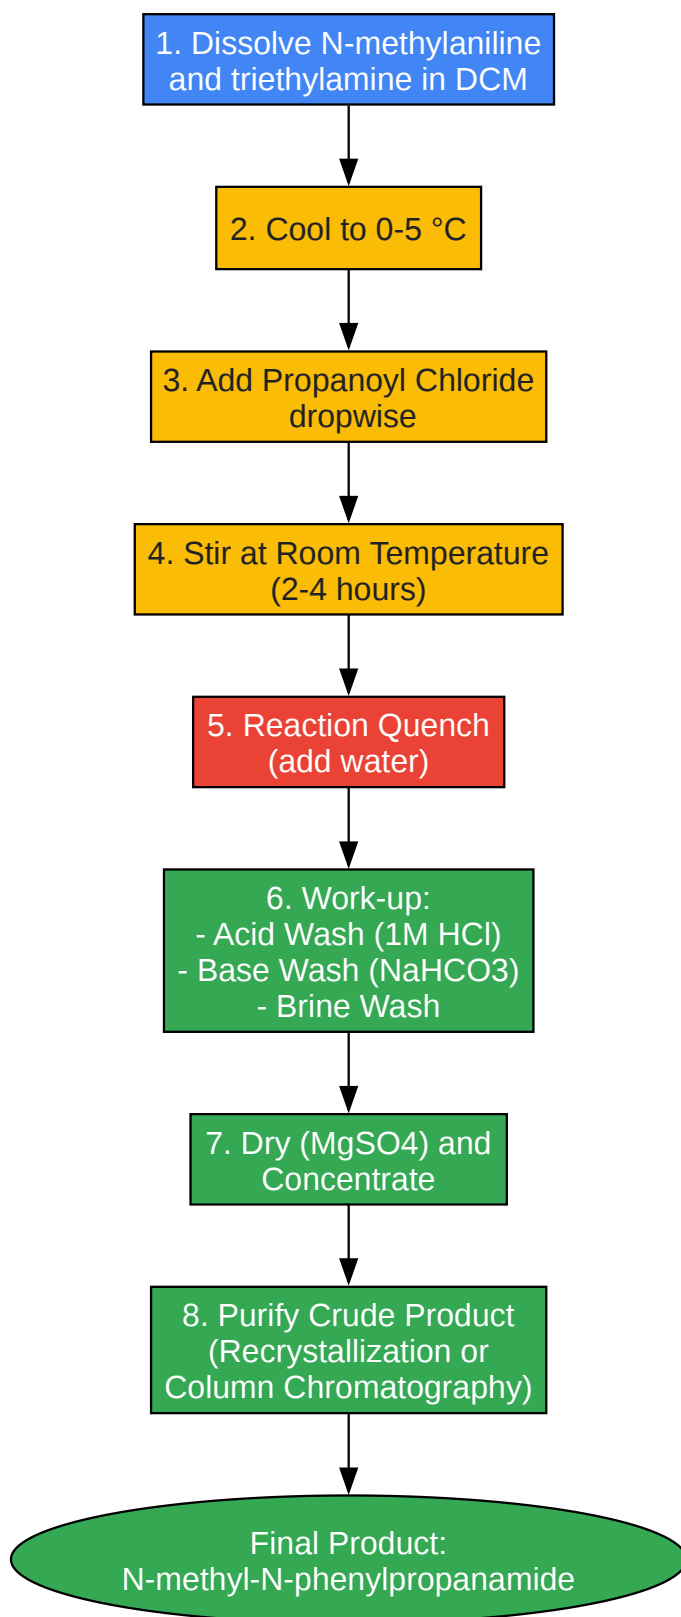 1. Dissolve N-methylaniline
and triethylamine in DCM
2. Cool to 0-5 °C
3. Add Propanoyl Chloride
dropwise
4. Stir at Room Temperature
(2-4 hours)
5. Reaction Quench
(add water)
6. Work-up:
- Acid Wash (1M HCl)
- Base Wash (NaHCO3)
- Brine Wash
7. Dry (MgSO4) and
Concentrate
8. Purify Crude Product
(Recrystallization or
Column Chromatography)
Final Product:
N-methyl-N-phenylpropanamide